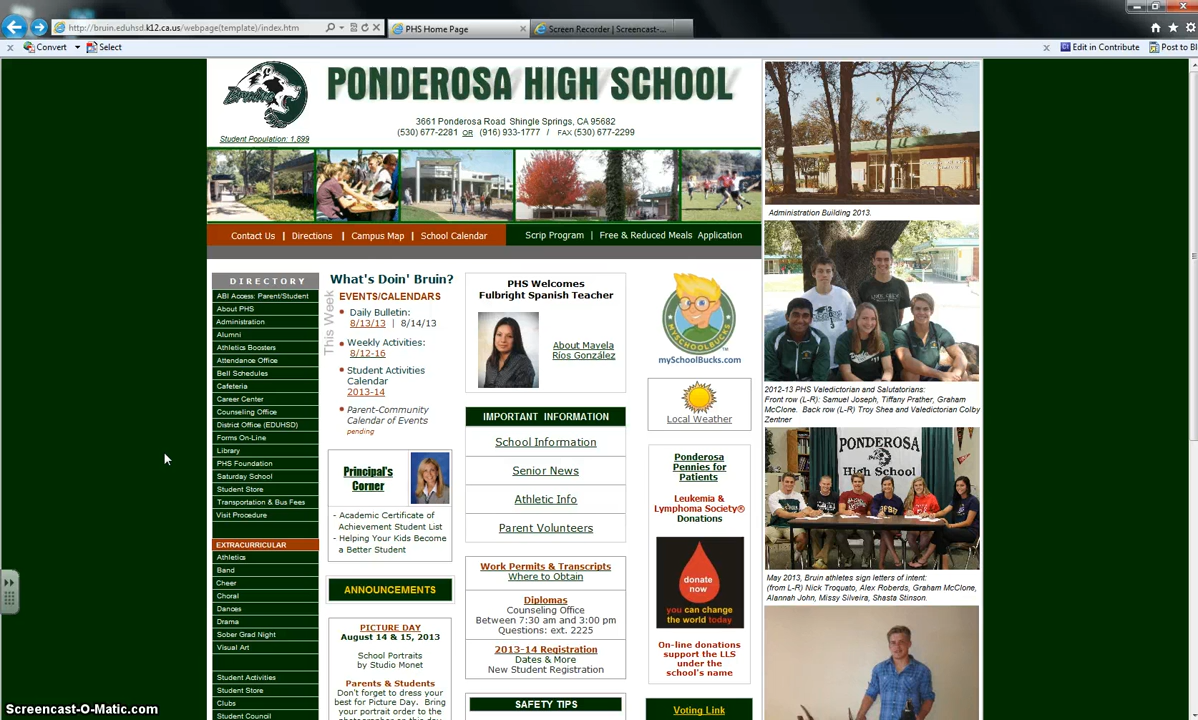 http://bruin.eduhsd.k12.ca.us/webpage(template)/index.htm
PHS Home Page
Screen Recorder | Screencast-...
Convert
Select
Edit in Contribute
Post to Bl
Bruins
PONDEROSA HIGH SCHOOL
3661 Ponderosa Road Shingle Springs, CA 95682
(530) 677-2281 OR (916) 933-1777 / FAX (530) 677-2299
Student Population: 1,899
Contact Us | Directions | Campus Map | School Calendar
Scrip Program | Free & Reduced Meals Application
DIRECTORY
ABI Access: Parent/Student
About PHS
Administration
Alumni
Athletics Boosters
Attendance Office
Bell Schedules
Cafeteria
Career Center
Counseling Office
District Office (EDUHSD)
Forms On-Line
Library
PHS Foundation
Saturday School
Student Store
Transportation & Bus Fees
Visit Procedure
EXTRACURRICULAR
Athletics
Band
Cheer
Choral
Dances
Drama
Sober Grad Night
Visual Art
Student Activities
Student Store
Clubs
Student Council
What's Doin' Bruin?
This Week
EVENTS/CALENDARS
Daily Bulletin:
8/13/13 | 8/14/13
Weekly Activities:
8/12-16
Student Activities
Calendar
2013-14
Parent-Community
Calendar of Events
pending
Principal's
Corner
- Academic Certificate of
Achievement Student List
- Helping Your Kids Become
a Better Student
ANNOUNCEMENTS
PICTURE DAY
August 14 & 15, 2013
School Portraits
by Studio Monet
Parents & Students
Don't forget to dress your
best for Picture Day. Bring
your portrait order to the
photographer on this day
PHS Welcomes
Fulbright Spanish Teacher
About Mavela
Rios González
IMPORTANT INFORMATION
School Information
Senior News
Athletic Info
Parent Volunteers
Work Permits & Transcripts
Where to Obtain
Diplomas
Counseling Office
Between 7:30 am and 3:00 pm
Questions: ext. 2225
2013-14 Registration
Dates & More
New Student Registration
SAFETY TIPS
mySchoolBucks.com
Local Weather
Ponderosa
Pennies for
Patients
Leukemia &
Lymphoma Society®
Donations
donate
now
you can change
the world today
On-line donations
support the LLS
under the
school's name
Voting Link
Administration Building 2013.
2012-13 PHS Valedictorian and Salutatorians:
Front row (L-R): Samuel Joseph, Tiffany Prather, Graham
McClone. Back row (L-R) Troy Shea and Valedictorian Colby
Zentner
PONDEROSA
High School
May 2013, Bruin athletes sign letters of intent:
(from L-R) Nick Troquato, Alex Roberds, Graham McClone,
Alannah John, Missy Silveira, Shasta Stinson.
Screencast-O-Matic.com